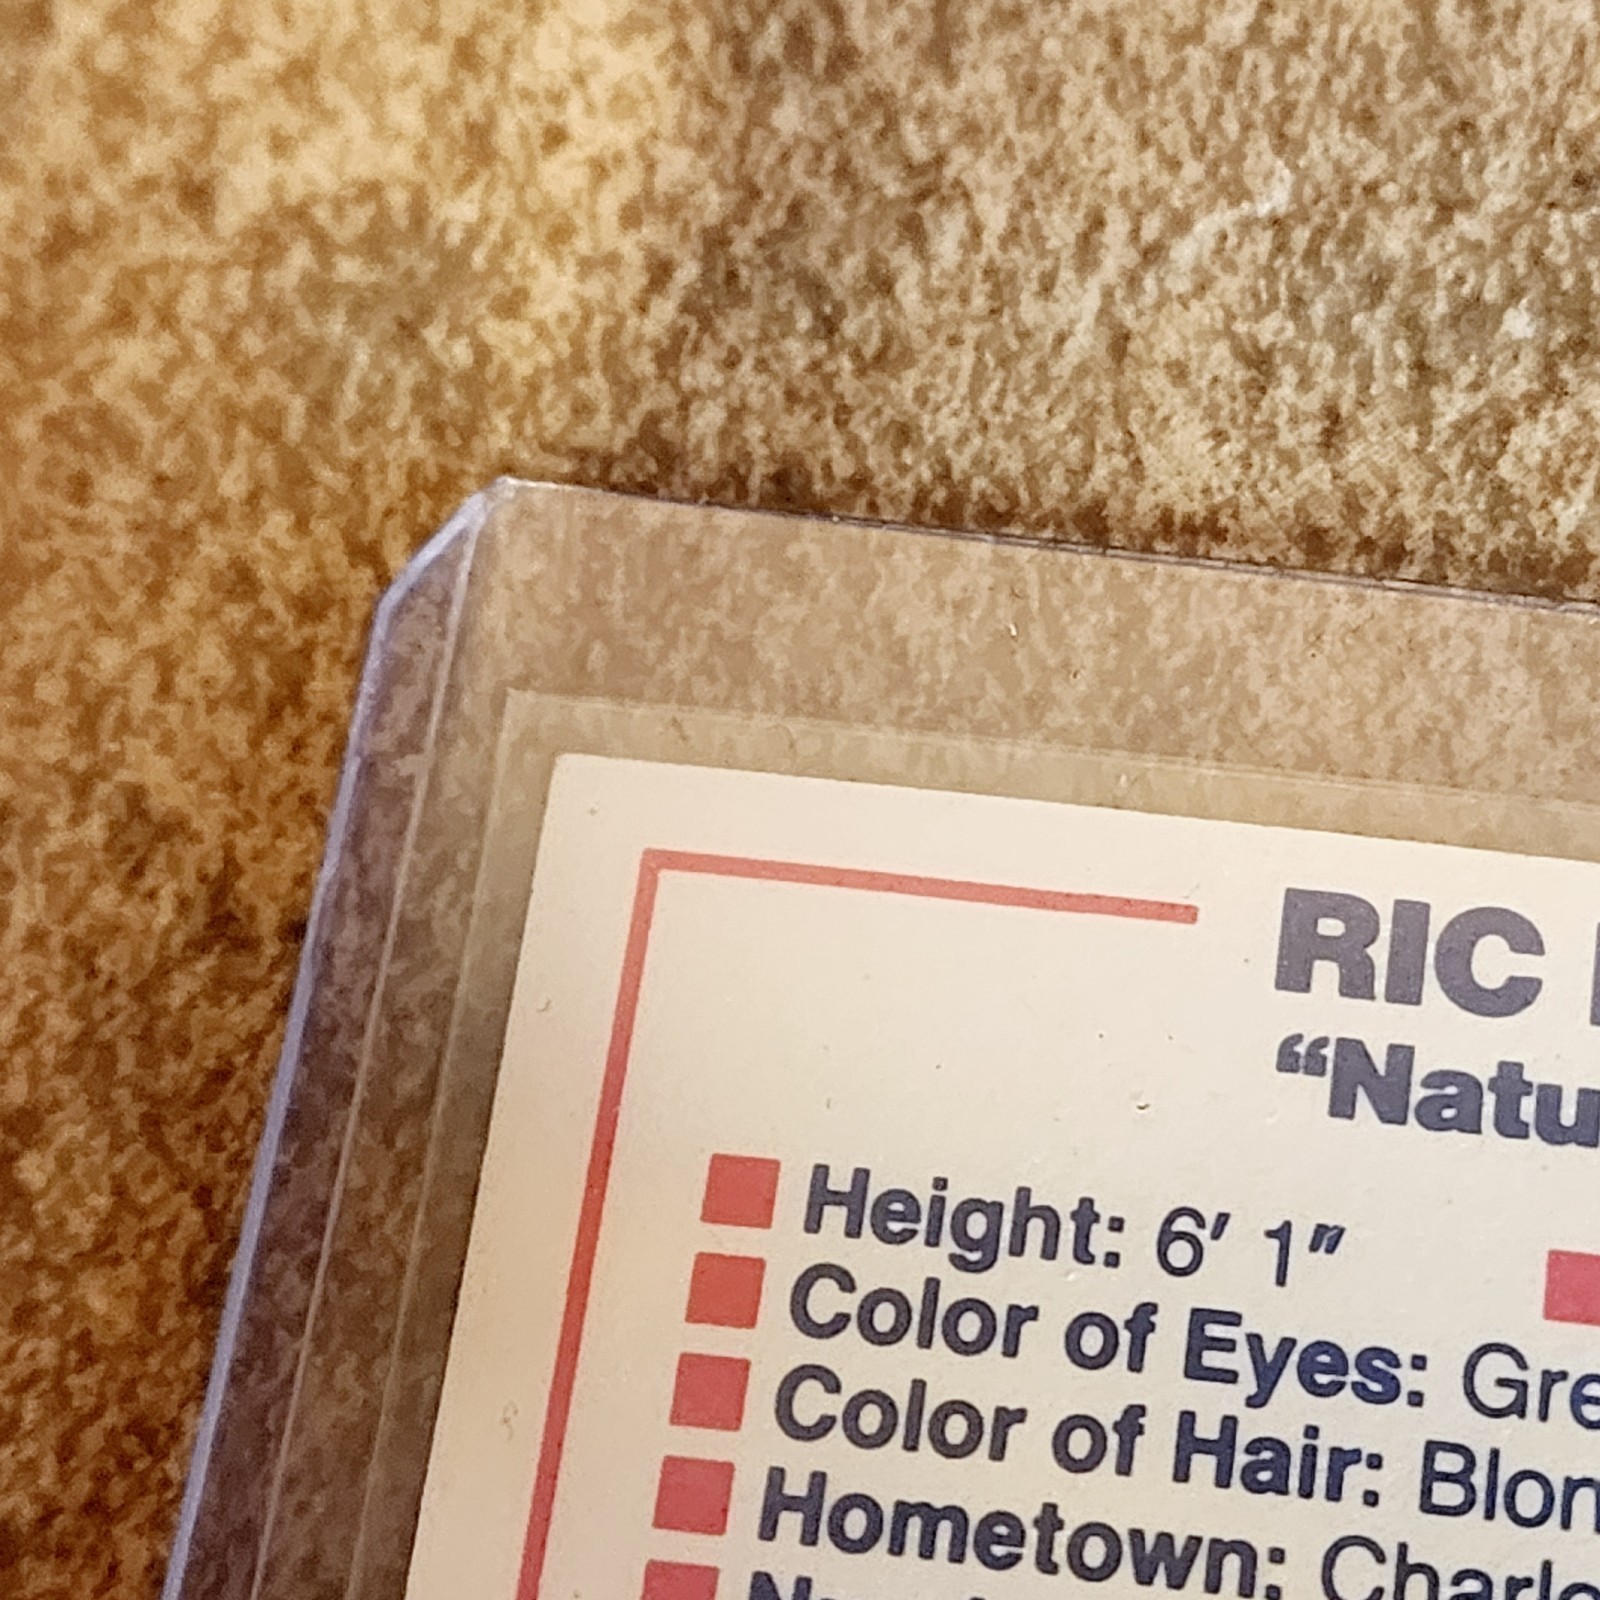 RIC
"Natu
Height: 6' 1"
Color of Eyes: Gre
Color of Hair: Blon
Hometown: Charlo